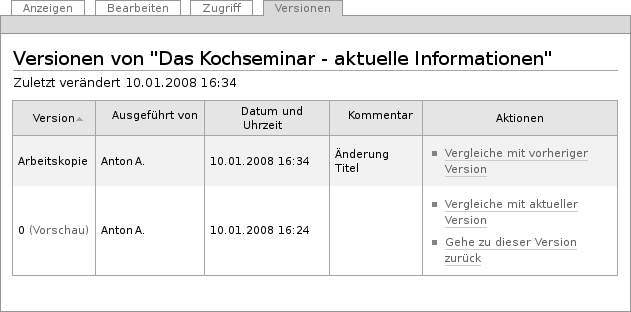 Anzeigen Bearbeiten Zugriff Versionen
Versionen von "Das Kochseminar - aktuelle Informationen"
Zuletzt verändert 10.01.2008 16:34
Version Ausgeführt von Datum und Uhrzeit Kommentar Aktionen
Arbeitskopie Anton A. 10.01.2008 16:34 Änderung Titel Vergleiche mit vorheriger Version
0 (Vorschau) Anton A. 10.01.2008 16:24 Vergleiche mit aktueller Version
Gehe zu dieser Version zurück